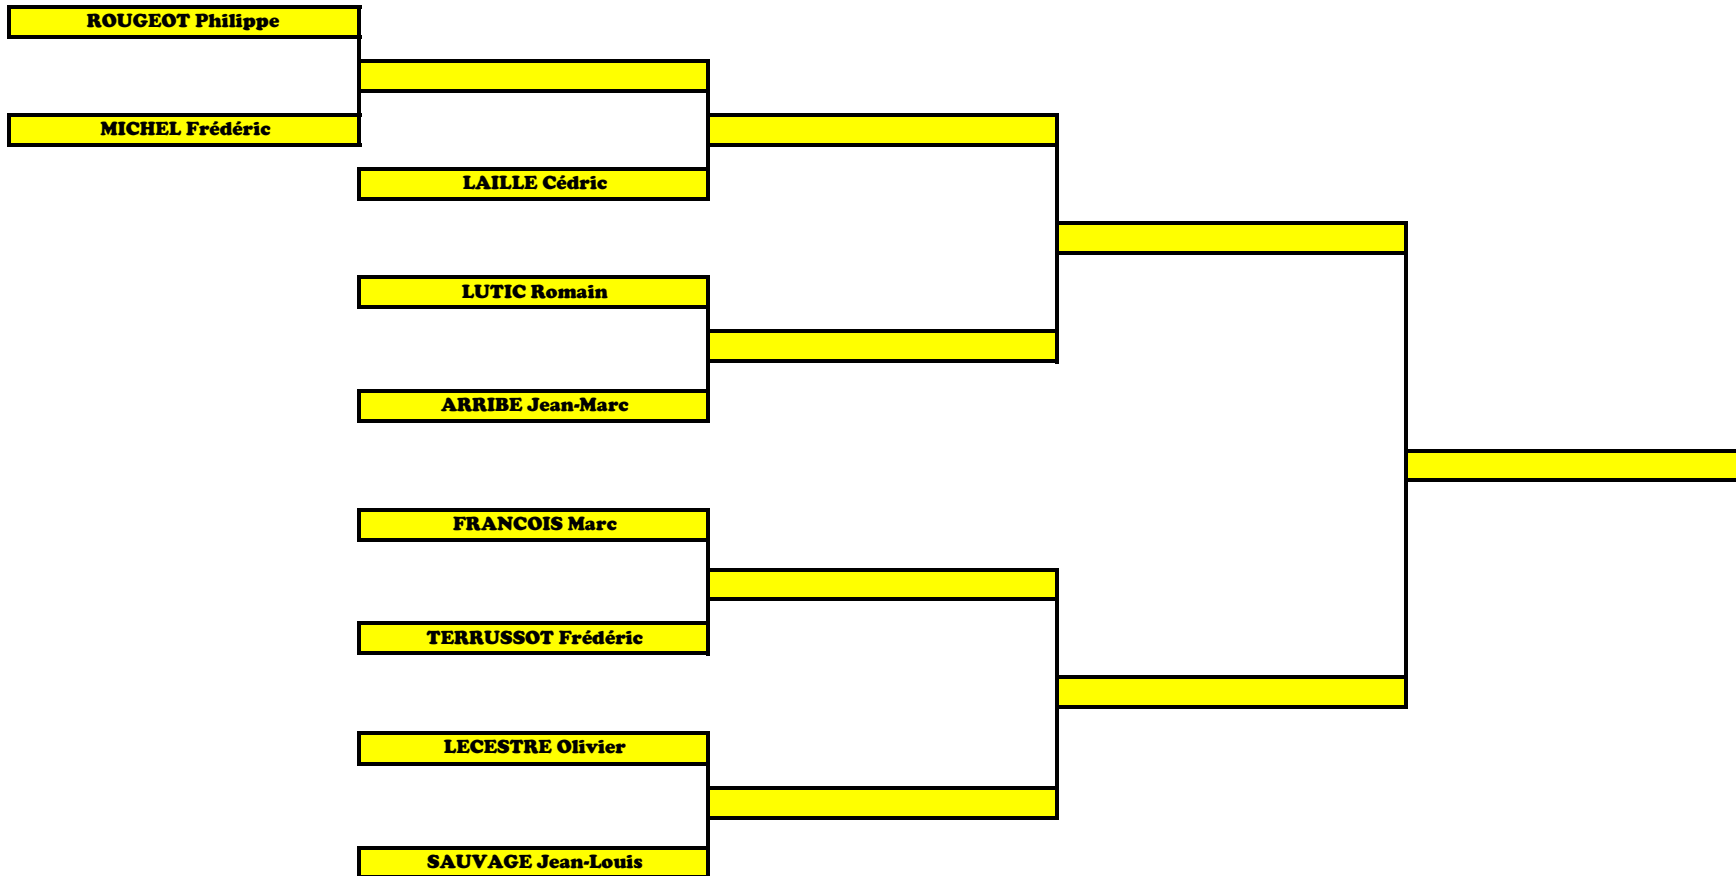 ROUGEOT Philippe
MICHEL Frédéric
LAILLE Cédric
LUTIC Romain
ARRIBE Jean-Marc
FRANCOIS Marc
TERRUSSOT Frédéric
LECESTRE Olivier
SAUVAGE Jean-Louis